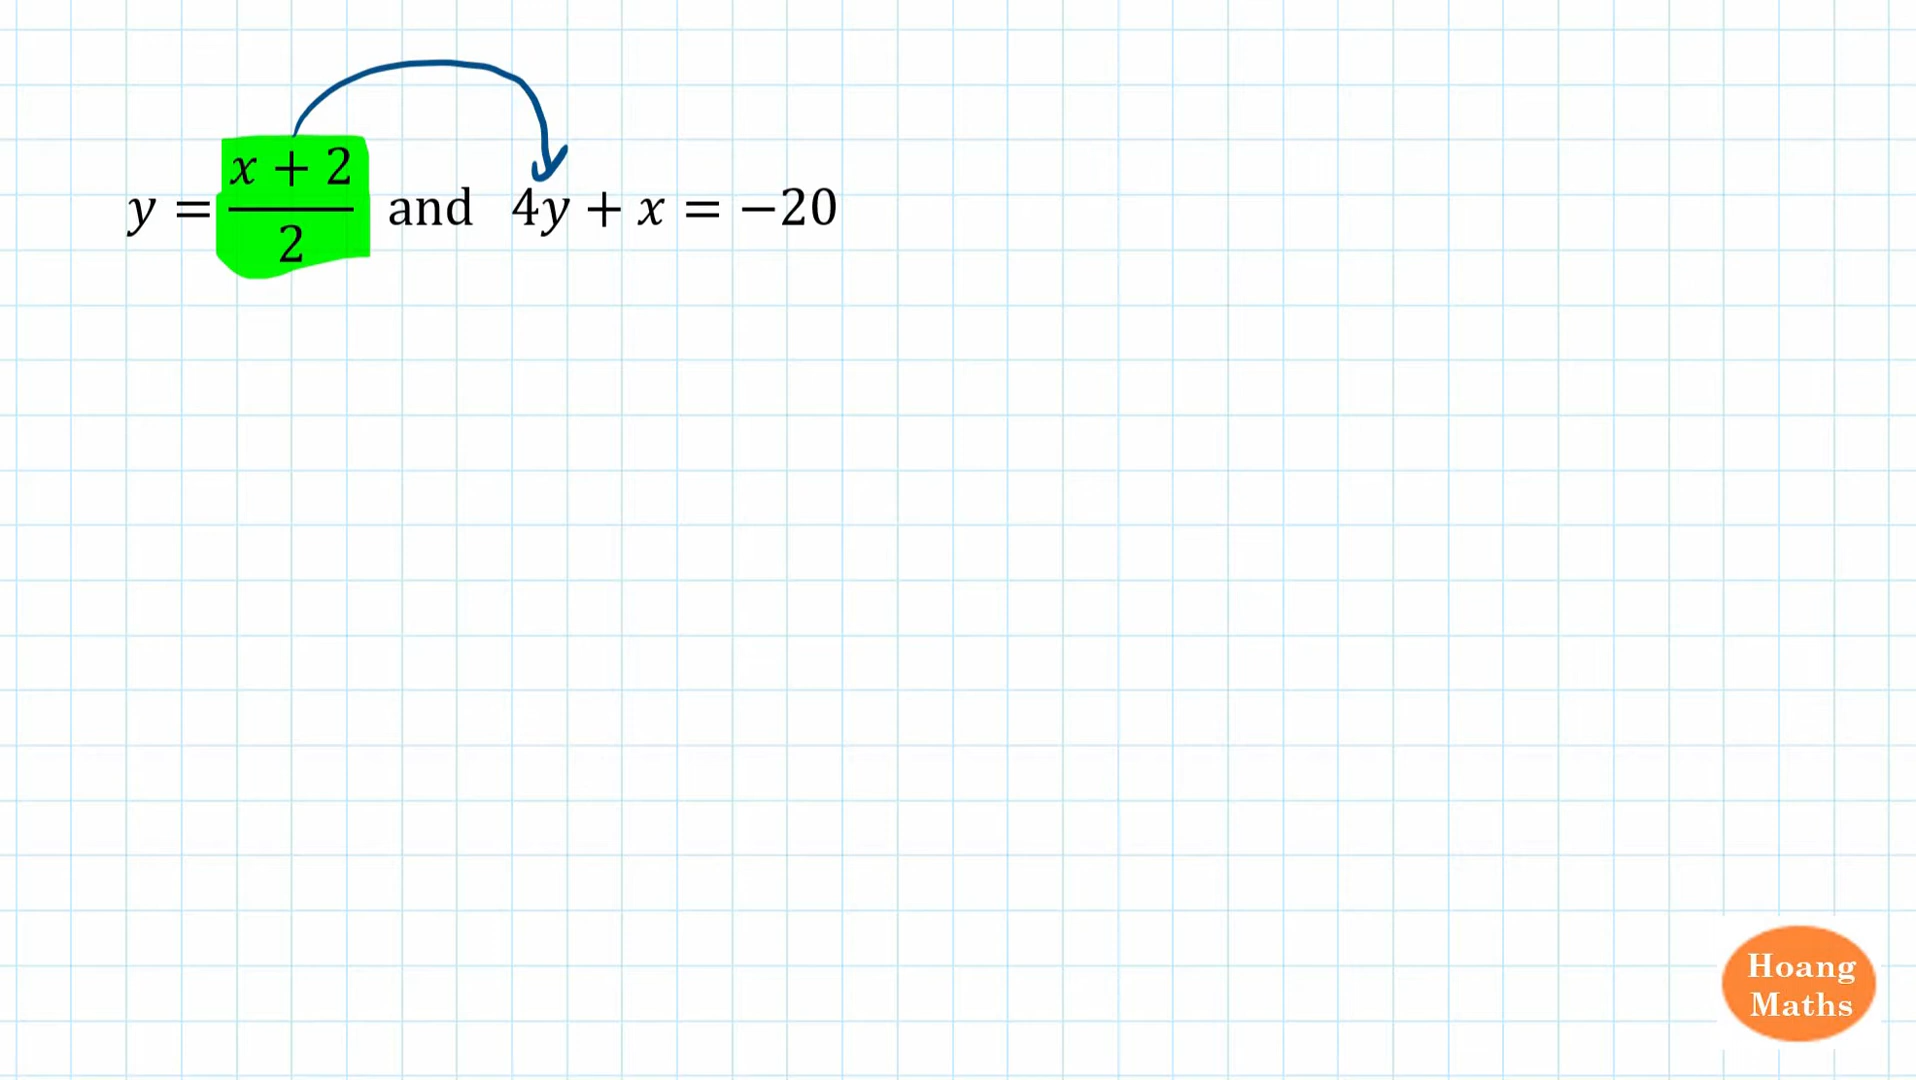 y = x + 2 / 2 and 4y + x = −20
Hoang
Maths